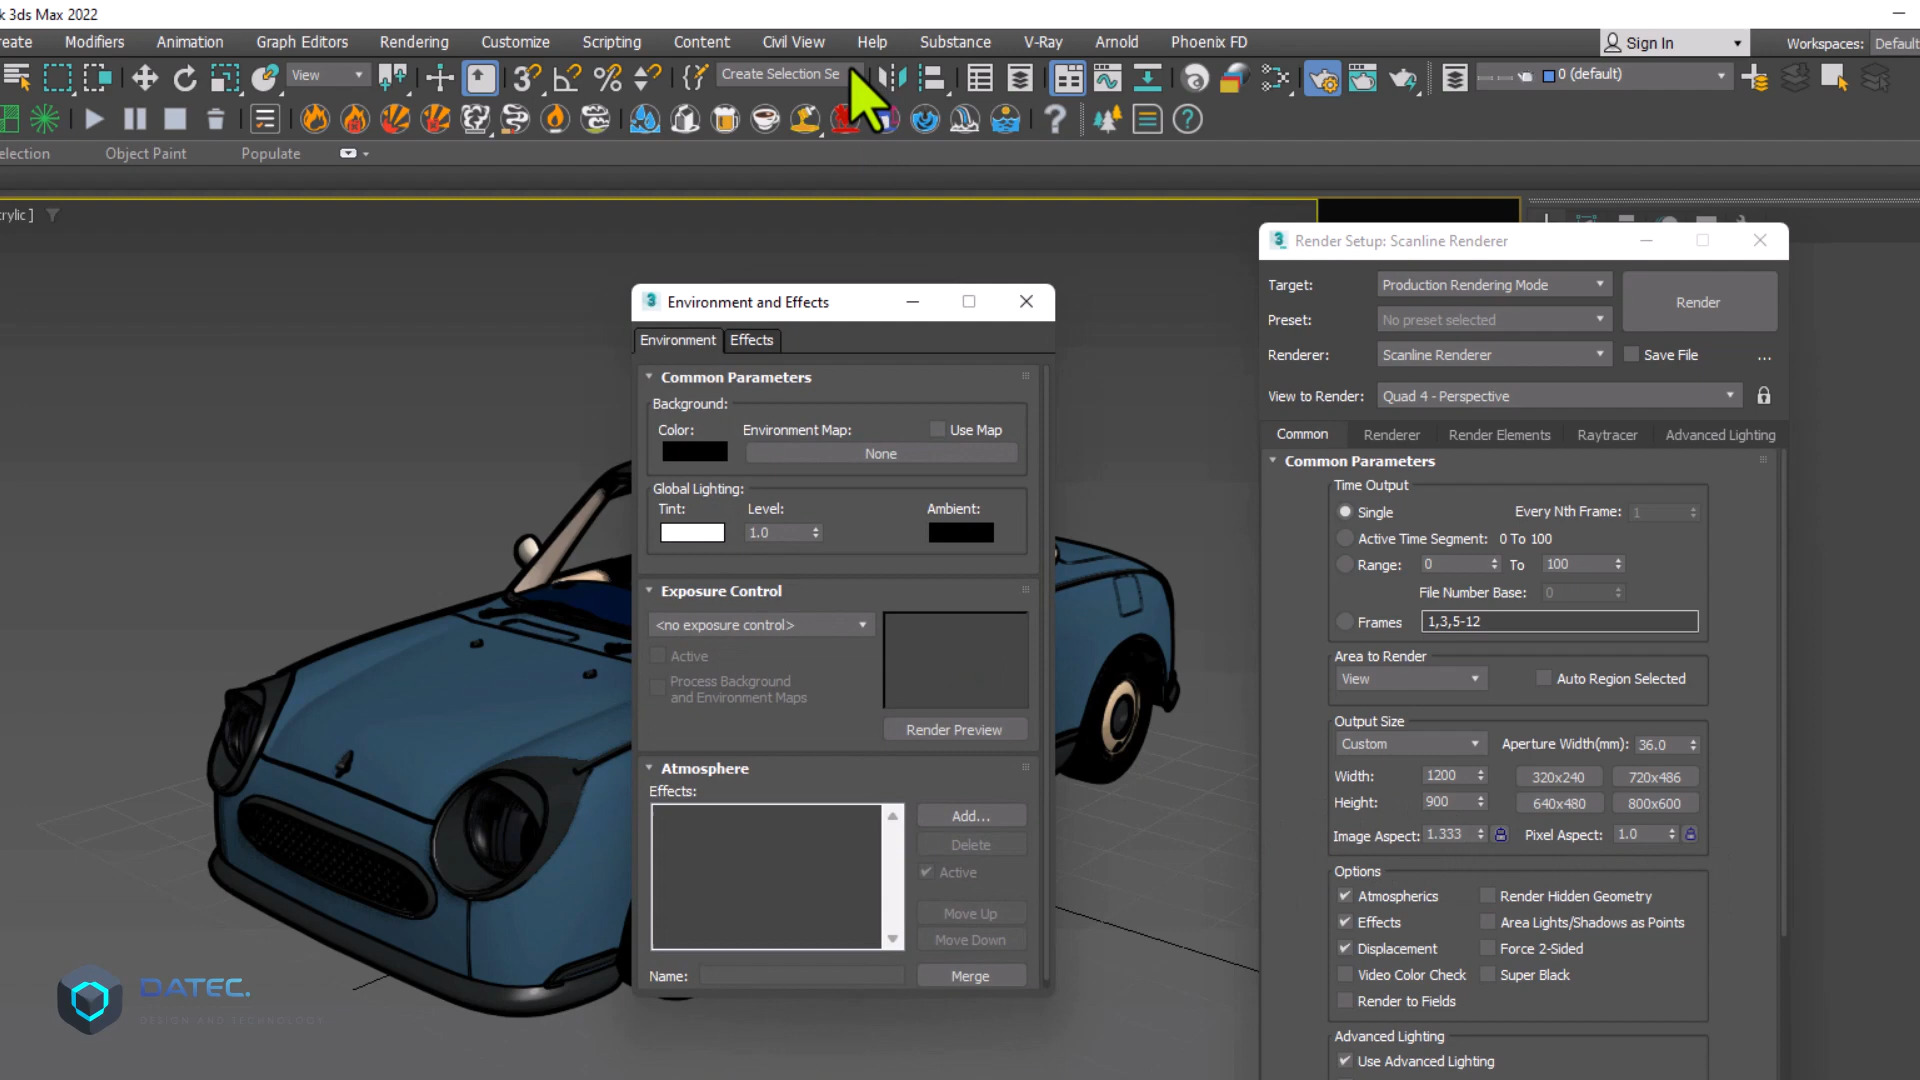 k 3ds Max 2022
reate Modifiers Animation Graph Editors Rendering Customize Scripting Content Civil View Help Substance V-Ray Arnold Phoenix FD Sign In Workspaces: Default
View Create Selection Se 0 (default)
election Object Paint Populate
rylic ]
Render Setup: Scanline Renderer
Target: Production Rendering Mode Render
Preset: No preset selected
Renderer: Scanline Renderer Save File ...
View to Render: Quad 4 - Perspective
Common Renderer Render Elements Raytracer Advanced Lighting
Common Parameters
Time Output
Single Every Nth Frame: 1
Active Time Segment: 0 To 100
Range: 0 To 100
File Number Base: 0
Frames 1,3,5-12
Area to Render
View Auto Region Selected
Output Size
Custom Aperture Width(mm): 36.0
Width: 1200 320x240 720x486
Height: 900 640x480 800x600
Image Aspect: 1.333 Pixel Aspect: 1.0
Options
Atmospherics Render Hidden Geometry
Effects Area Lights/Shadows as Points
Displacement Force 2-Sided
Video Color Check Super Black
Render to Fields
Advanced Lighting
Use Advanced Lighting
Environment and Effects
Environment Effects
Common Parameters
Background:
Color: Environment Map: Use Map
None
Global Lighting:
Tint: Level: Ambient:
1.0
Exposure Control
<no exposure control>
Active
Process Background
and Environment Maps
Render Preview
Atmosphere
Effects:
Add...
Delete
Active
Move Up
Move Down
Name: Merge
DATEC.
DESIGN AND TECHNOLOGY